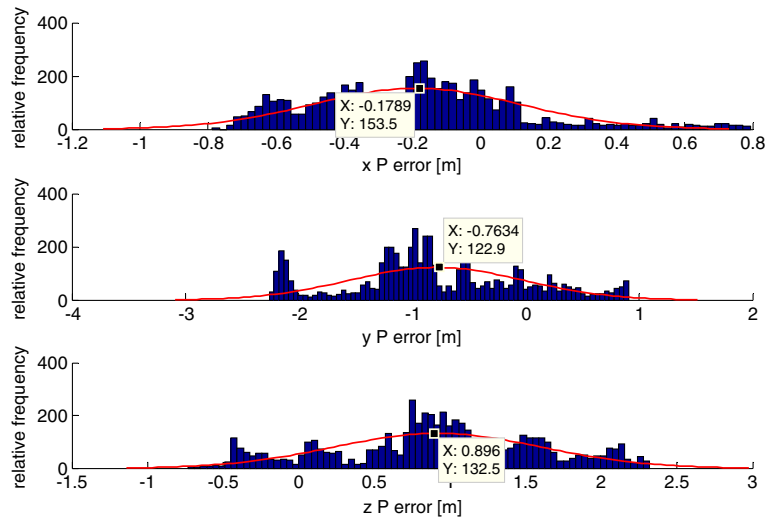 relative frequency
400
200
0
X: -0.1789
Y: 153.5
-1.2 -1 -0.8 -0.6 -0.4 -0.2 0 0.2 0.4 0.6 0.8
x P error [m]
relative frequency
400
200
0
X: -0.7634
Y: 122.9
-4 -3 -2 -1 0 1 2
y P error [m]
relative frequency
400
200
0
X: 0.896
Y: 132.5
-1.5 -1 -0.5 0 0.5 1.5 2 2.5 3
z P error [m]